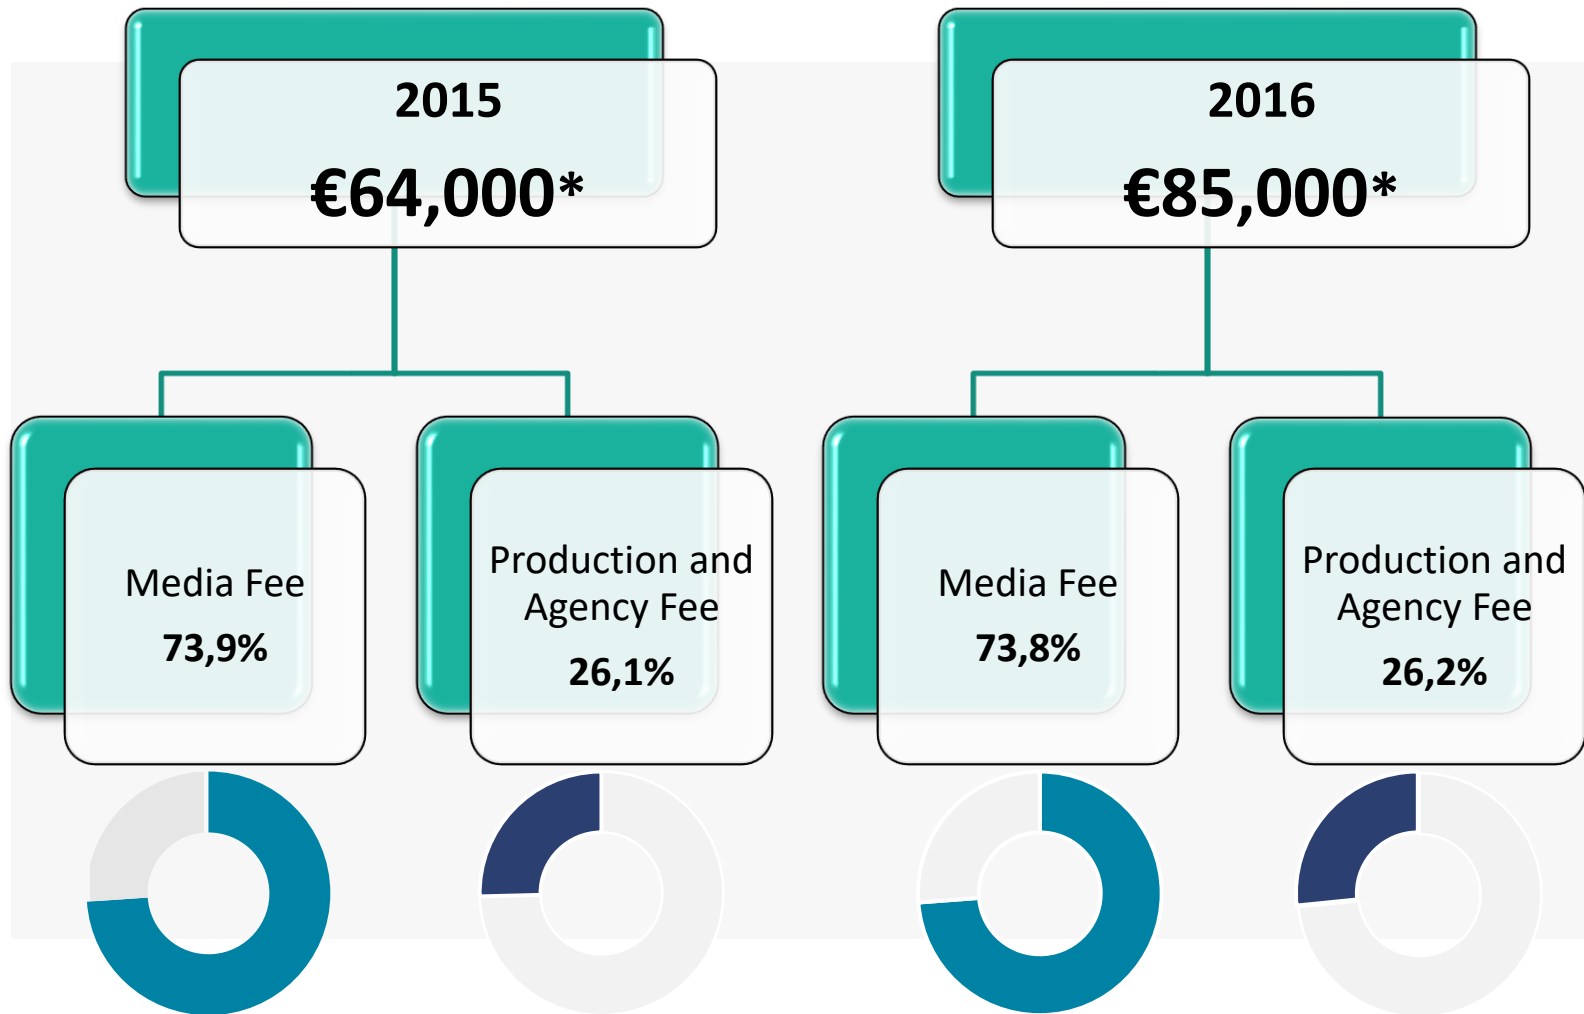 2015
€64,000*
Media Fee
73,9%
Production and
Agency Fee
26,1%
2016
€85,000*
Media Fee
73,8%
Production and
Agency Fee
26,2%